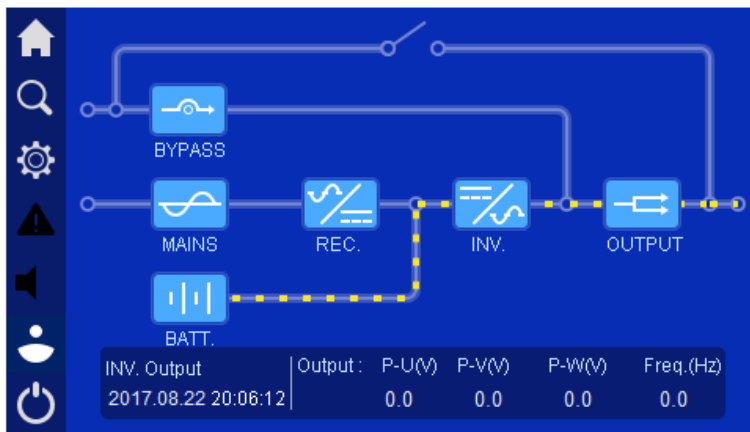 BYPASS
MAINS
REC.
INV.
OUTPUT
BATT.
INV. Output
Output : P-U(V) P-V(V) P-W(V) Freq.(Hz)
2017.08.22 20:06:12
0.0 0.0 0.0 0.0